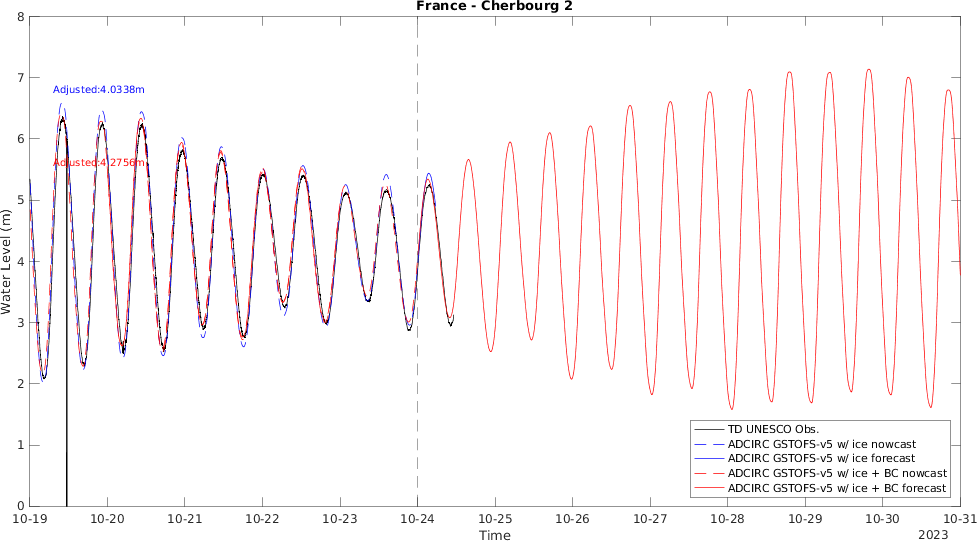 France - Cherbourg 2
8
7
6
5
4
3
2
1
0
Water Level (m)
Adjusted:4.0338m
Adjusted:4.2756m
TD UNESCO Obs.
ADCIRC GSTOFS-v5 w/ ice nowcast
ADCIRC GSTOFS-v5 w/ ice forecast
ADCIRC GSTOFS-v5 w/ ice + BC nowcast
ADCIRC GSTOFS-v5 w/ ice + BC forecast
10-19 10-20 10-21 10-22 10-23 10-24 10-25 10-26 10-27 10-28 10-29 10-30 10-31
Time
2023